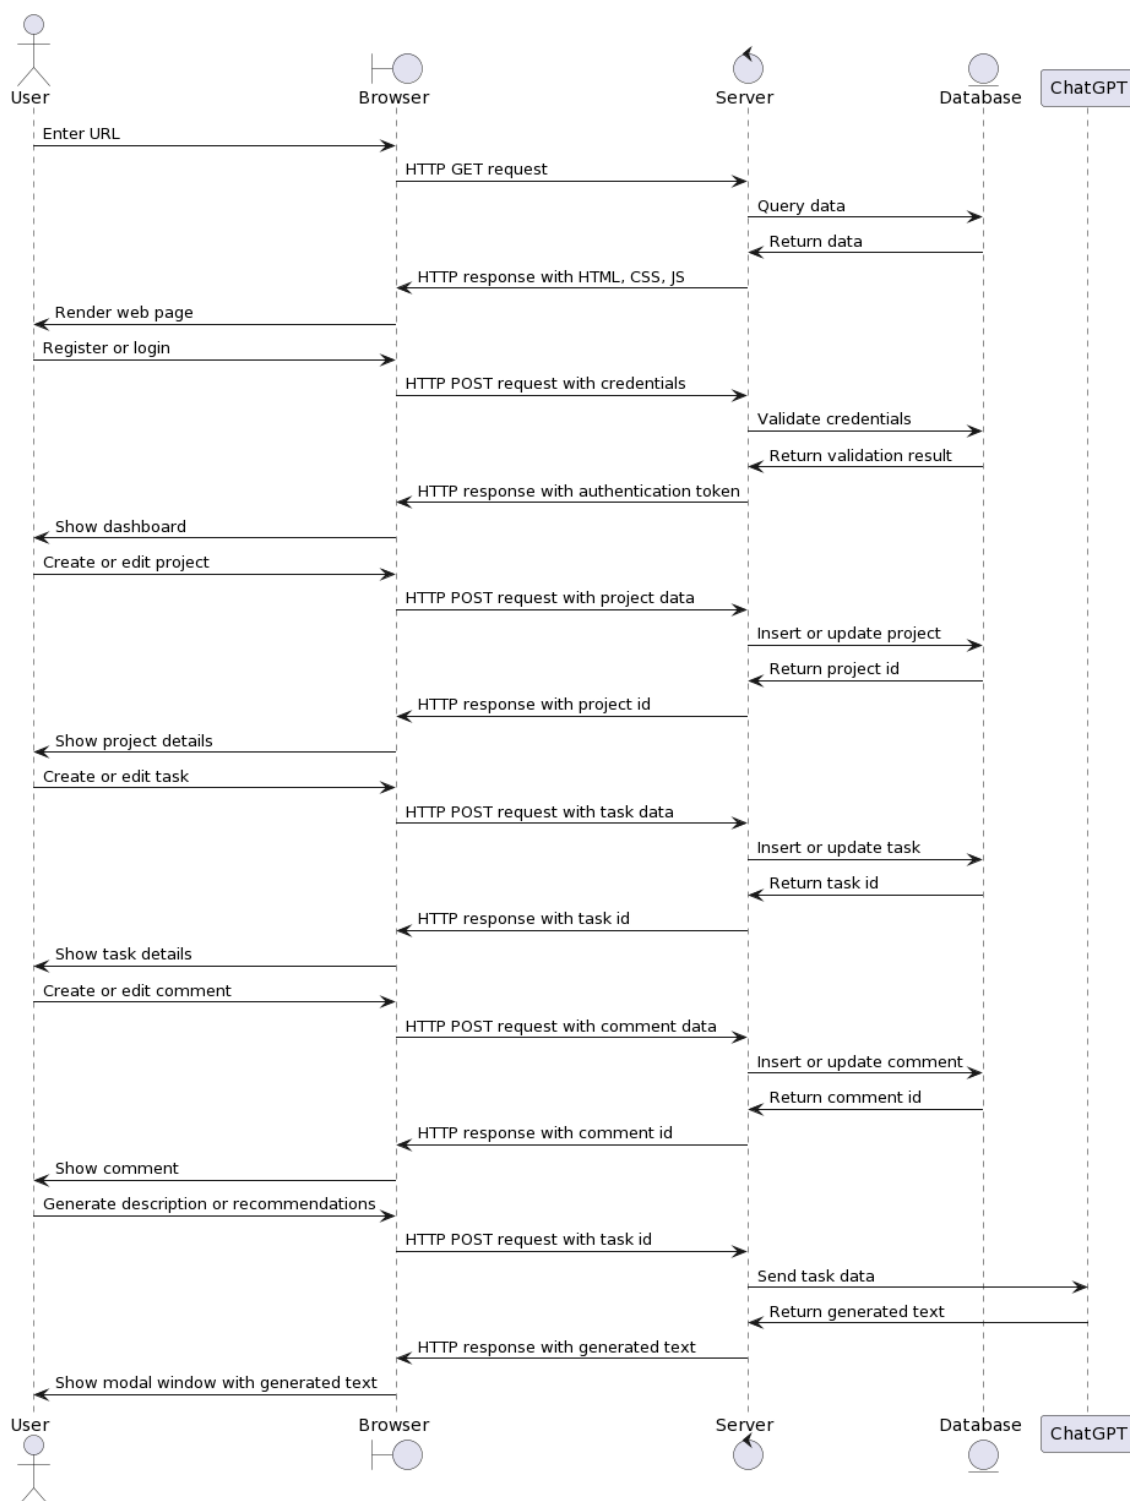 User
Browser
Server
Database
ChatGPT
Enter URL
HTTP GET request
Query data
Return data
HTTP response with HTML, CSS, JS
Render web page
Register or login
HTTP POST request with credentials
Validate credentials
Return validation result
HTTP response with authentication token
Show dashboard
Create or edit project
HTTP POST request with project data
Insert or update project
Return project id
HTTP response with project id
Show project details
Create or edit task
HTTP POST request with task data
Insert or update task
Return task id
HTTP response with task id
Show task details
Create or edit comment
HTTP POST request with comment data
Insert or update comment
Return comment id
HTTP response with comment id
Show comment
Generate description or recommendations
HTTP POST request with task id
Send task data
Return generated text
HTTP response with generated text
Show modal window with generated text
User
Browser
Server
Database
ChatGPT